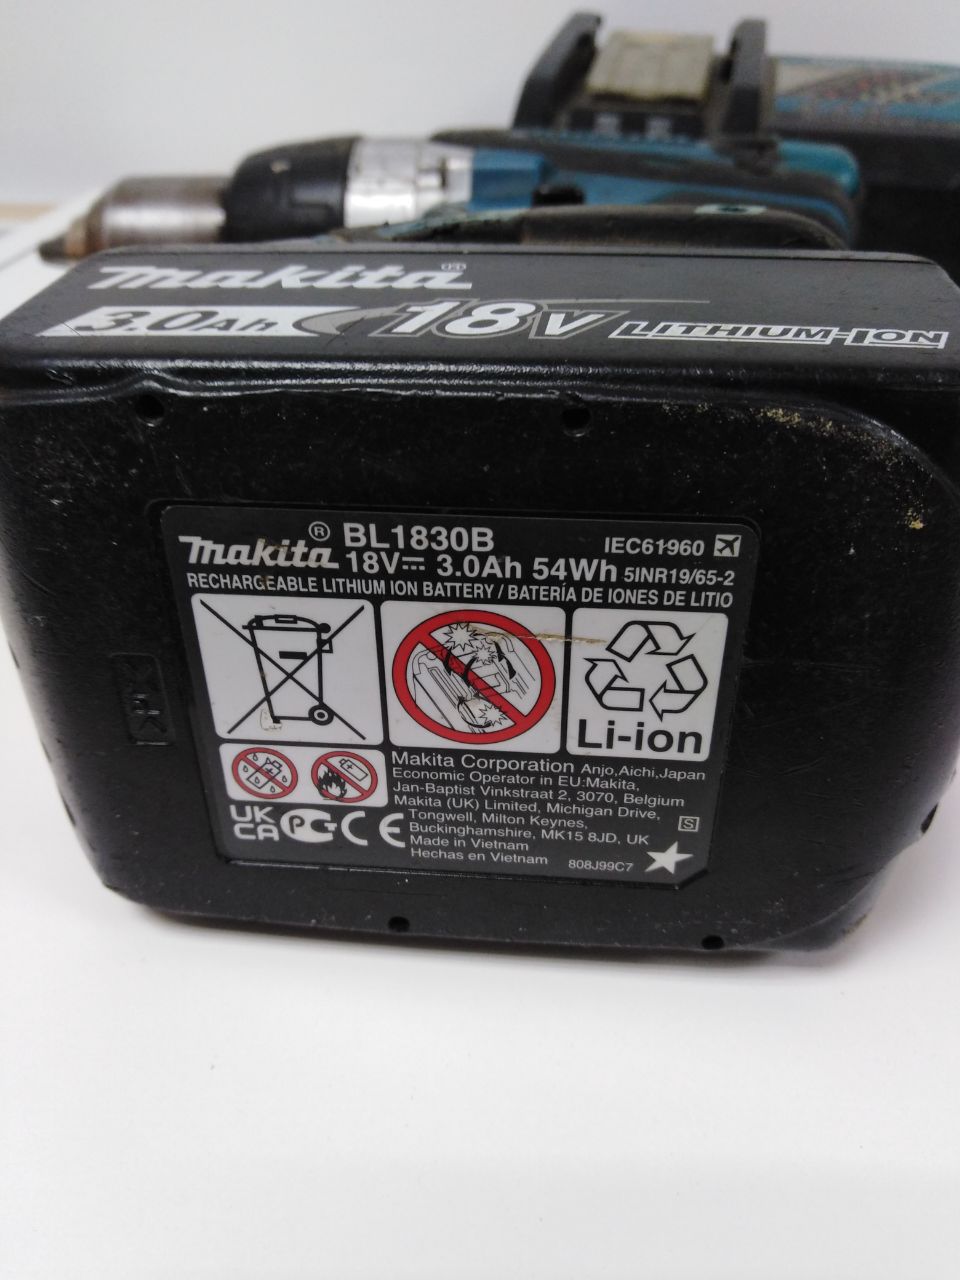 makita®
3.0Ah 18V LITHIUM-ION
makita® BL1830B
IEC61960
18V 3.0Ah 54Wh 5INR19/65-2
RECHARGEABLE LITHIUM ION BATTERY / BATERÍA DE IONES DE LITIO
Li-ion
Makita Corporation Anjo,Aichi,Japan
Economic Operator in EU:Makita,
Jan-Baptist Vinkstraat 2, 3070, Belgium
Makita (UK) Limited, Michigan Drive,
Tongwell, Milton Keynes,
Buckinghamshire, MK15 8JD, UK
Made in Vietnam
Hechas en Vietnam
808J99C7
S
UK
CA
CE